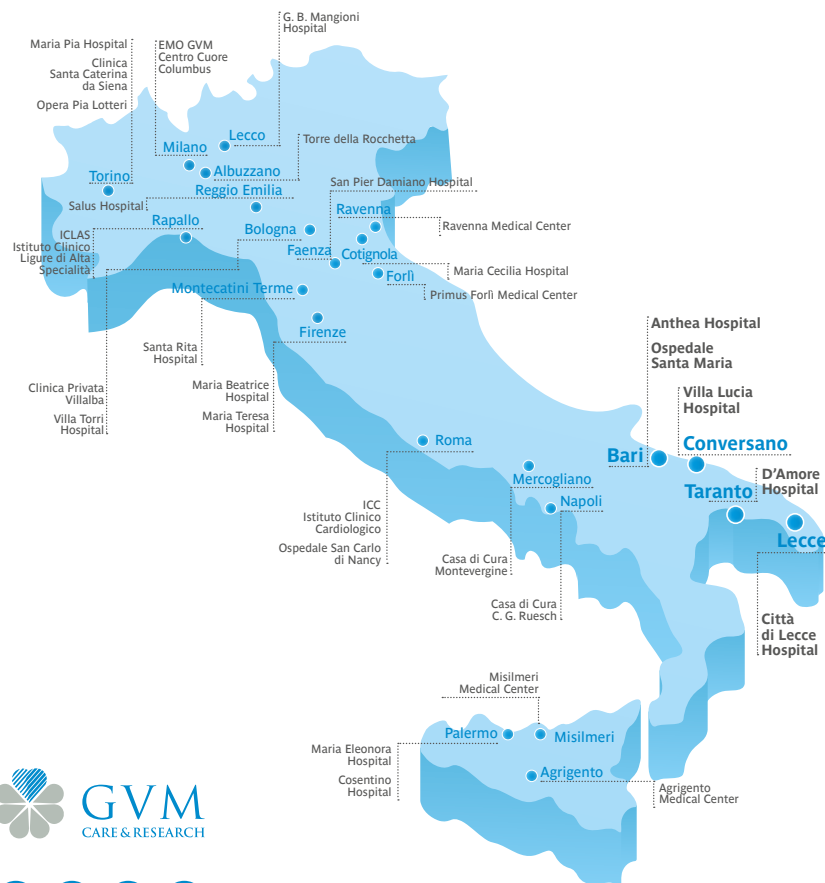 G. B. Mangioni
Hospital
Maria Pia Hospital
Clinica
Santa Caterina
da Siena
Opera Pia Lotteri
EMO GVM
Centro Cuore
Columbus
Lecco
Milano
Torre della Rocchetta
Albuzzano
Torino
Reggio Emilia
San Pier Damiano Hospital
Salus Hospital
Rapallo
Ravenna
Ravenna Medical Center
ICLAS
Istituto Clinico
Ligure di Alta
Specialità
Bologna
Faenza
Cotignola
Maria Cecilia Hospital
Forlì
Primus Forlì Medical Center
Montecatini Terme
Firenze
Santa Rita
Hospital
Clinica Privata
Villalba
Villa Torri
Hospital
Maria Beatrice
Hospital
Maria Teresa
Hospital
Anthea Hospital
Ospedale
Santa Maria
Villa Lucia
Hospital
Roma
Bari
Conversano
Mercogliano
Napoli
Taranto
D’Amore
Hospital
Lecce
ICC
Istituto Clinico
Cardiologico
Ospedale San Carlo
di Nancy
Casa di Cura
Montevergine
Casa di Cura
C. G. Ruesch
Città
di Lecce
Hospital
Misilmeri
Medical Center
Palermo
Misilmeri
Maria Eleonora
Hospital
Cosentino
Hospital
Agrigento
Agrigento
Medical Center
GVM
CARE & RESEARCH